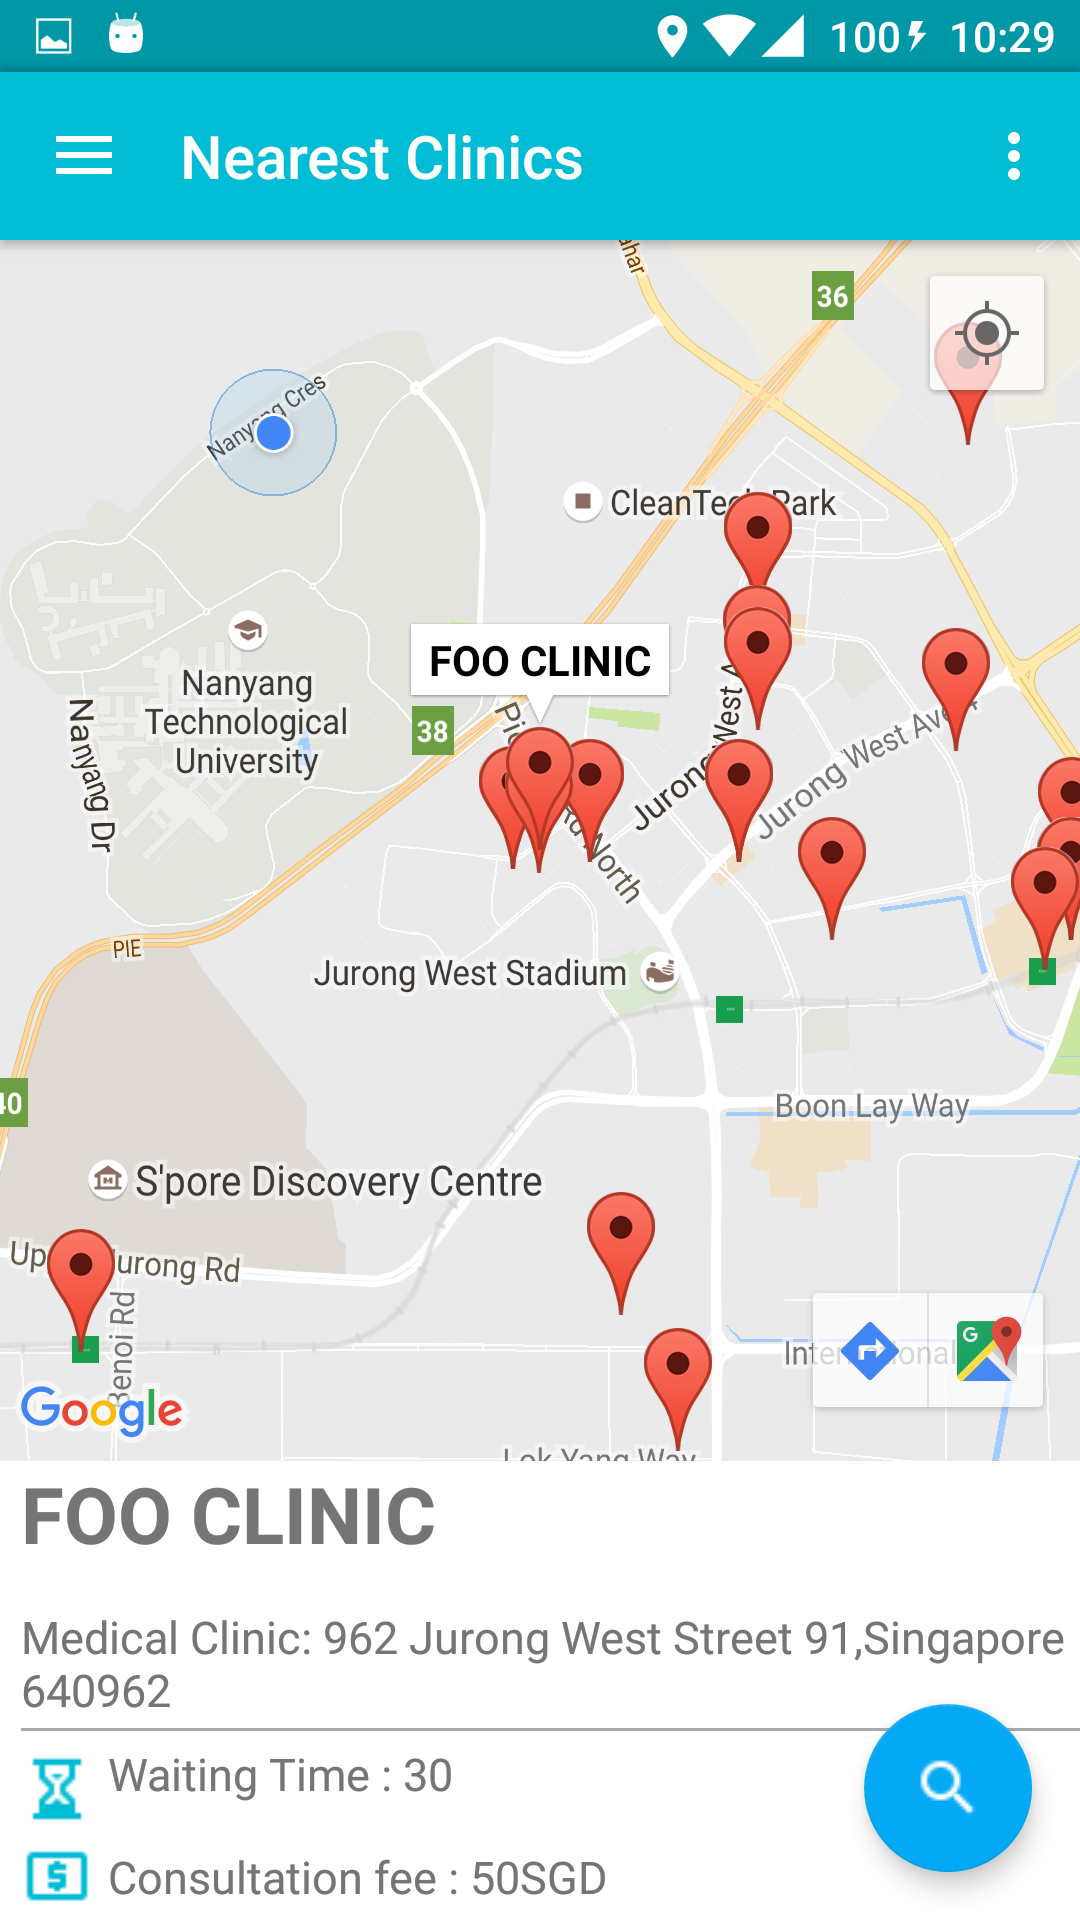 100 10:29
Nearest Clinics
ahar
36
Nanyang Cres
CleanTech Park
Nanyang
Technological
University
Nanyang Dr
FOO CLINIC
38
Rd North
Jurong West A
Jurong West Ave 4
PIE
Jurong West Stadium
40
Boon Lay Way
S'pore Discovery Centre
Up Jurong Rd
Benoi Rd
International
G
Google
Lok Yang Way
FOO CLINIC
Medical Clinic: 962 Jurong West Street 91,Singapore
640962
Waiting Time : 30
Consultation fee : 50SGD